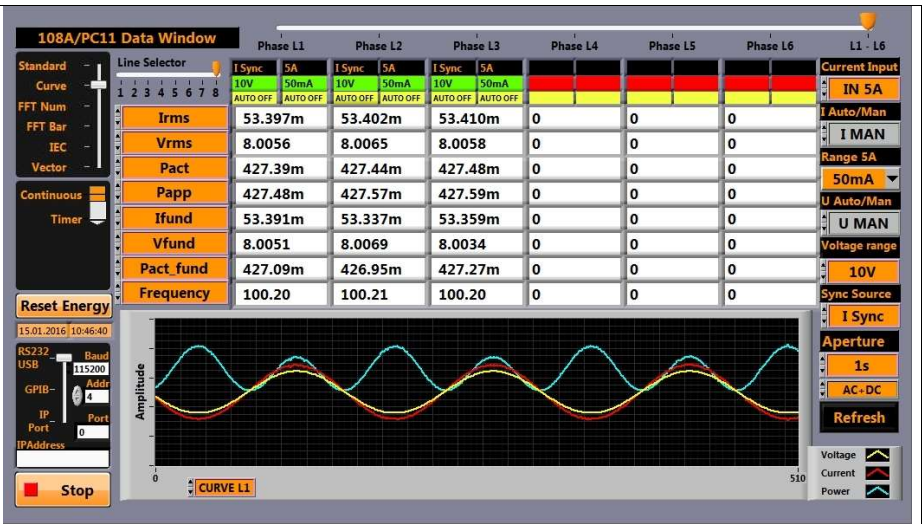 108A/PC11 Data Window
Phase L1 Phase L2 Phase L3 Phase L4 Phase L5 Phase L6 L1 - L6
Standard
Curve
FFT Num
FFT Bar
IEC
Vector
Line Selector
1 2 3 4 5 6 7 8
I Sync 5A I Sync 5A I Sync 5A
10V 50mA 10V 50mA 10V 50mA
AUTO OFF AUTO OFF AUTO OFF AUTO OFF AUTO OFF AUTO OFF
Irms 53.397m 53.402m 53.410m 0 0 0
Vrms 8.0056 8.0065 8.0058 0 0 0
Pact 427.39m 427.44m 427.48m 0 0 0
Papp 427.48m 427.57m 427.59m 0 0 0
Ifund 53.391m 53.337m 53.359m 0 0 0
Vfund 8.0051 8.0069 8.0034 0 0 0
Pact_fund 427.09m 426.95m 427.27m 0 0 0
Frequency 100.20 100.21 100.20 0 0 0
Continuous
Timer
Reset Energy
15.01.2016 10:46:40
RS232
USB
GPIB
IP
Port
Baud
115200
Addr
4
Port
0
IPAddress
Stop
Amplitude
0
510
CURVE L1
Current Input
IN 5A
I Auto/Man
I MAN
Range 5A
50mA
U Auto/Man
U MAN
Voltage range
10V
Sync Source
I Sync
Aperture
1s
AC+DC
Refresh
Voltage
Current
Power